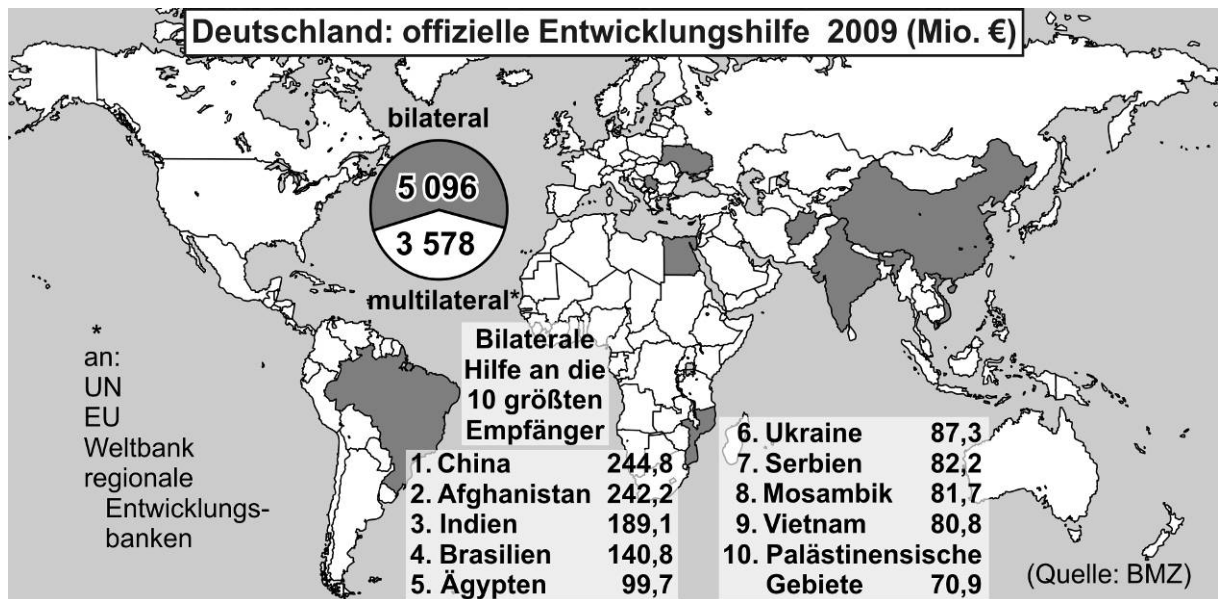 Deutschland: offizielle Entwicklungshilfe 2009 (Mio. €)
bilateral
5 096
3 578
multilateral*
*
an:
UN
EU
Weltbank
regionale
Entwicklungs-
banken
Bilaterale
Hilfe an die
10 größten
Empfänger
1. China 244,8
2. Afghanistan 242,2
3. Indien 189,1
4. Brasilien 140,8
5. Ägypten 99,7
6. Ukraine 87,3
7. Serbien 82,2
8. Mosambik 81,7
9. Vietnam 80,8
10. Palästinensische
Gebiete 70,9
(Quelle: BMZ)